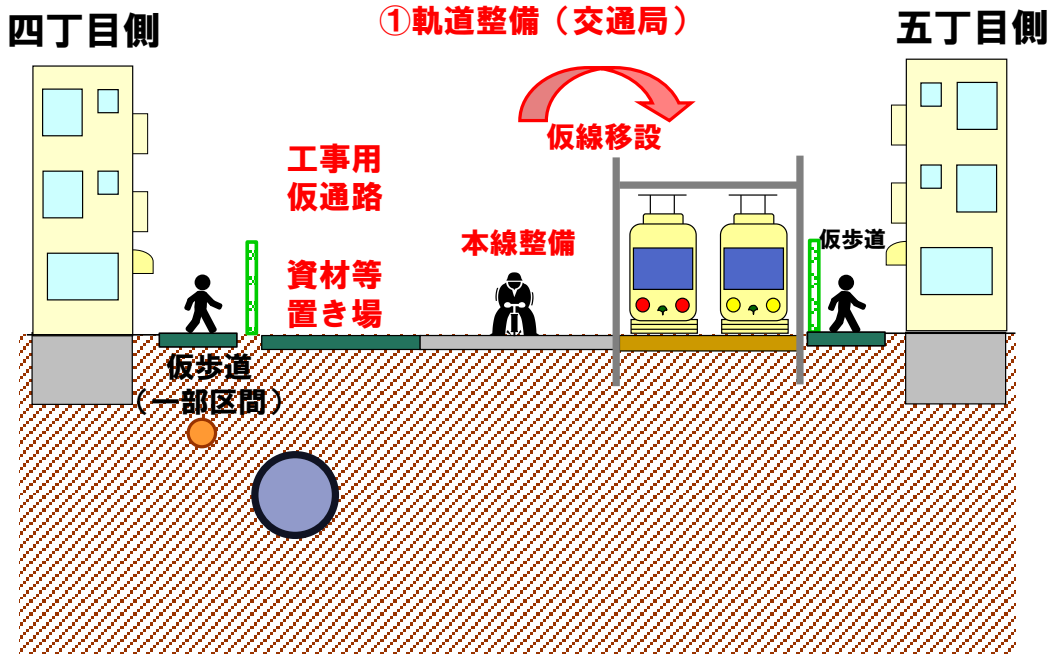 ①軌道整備（交通局）
四丁目側
五丁目側
仮線移設
工事用
仮通路
本線整備
仮歩道
資材等
置き場
仮歩道
（一部区間）